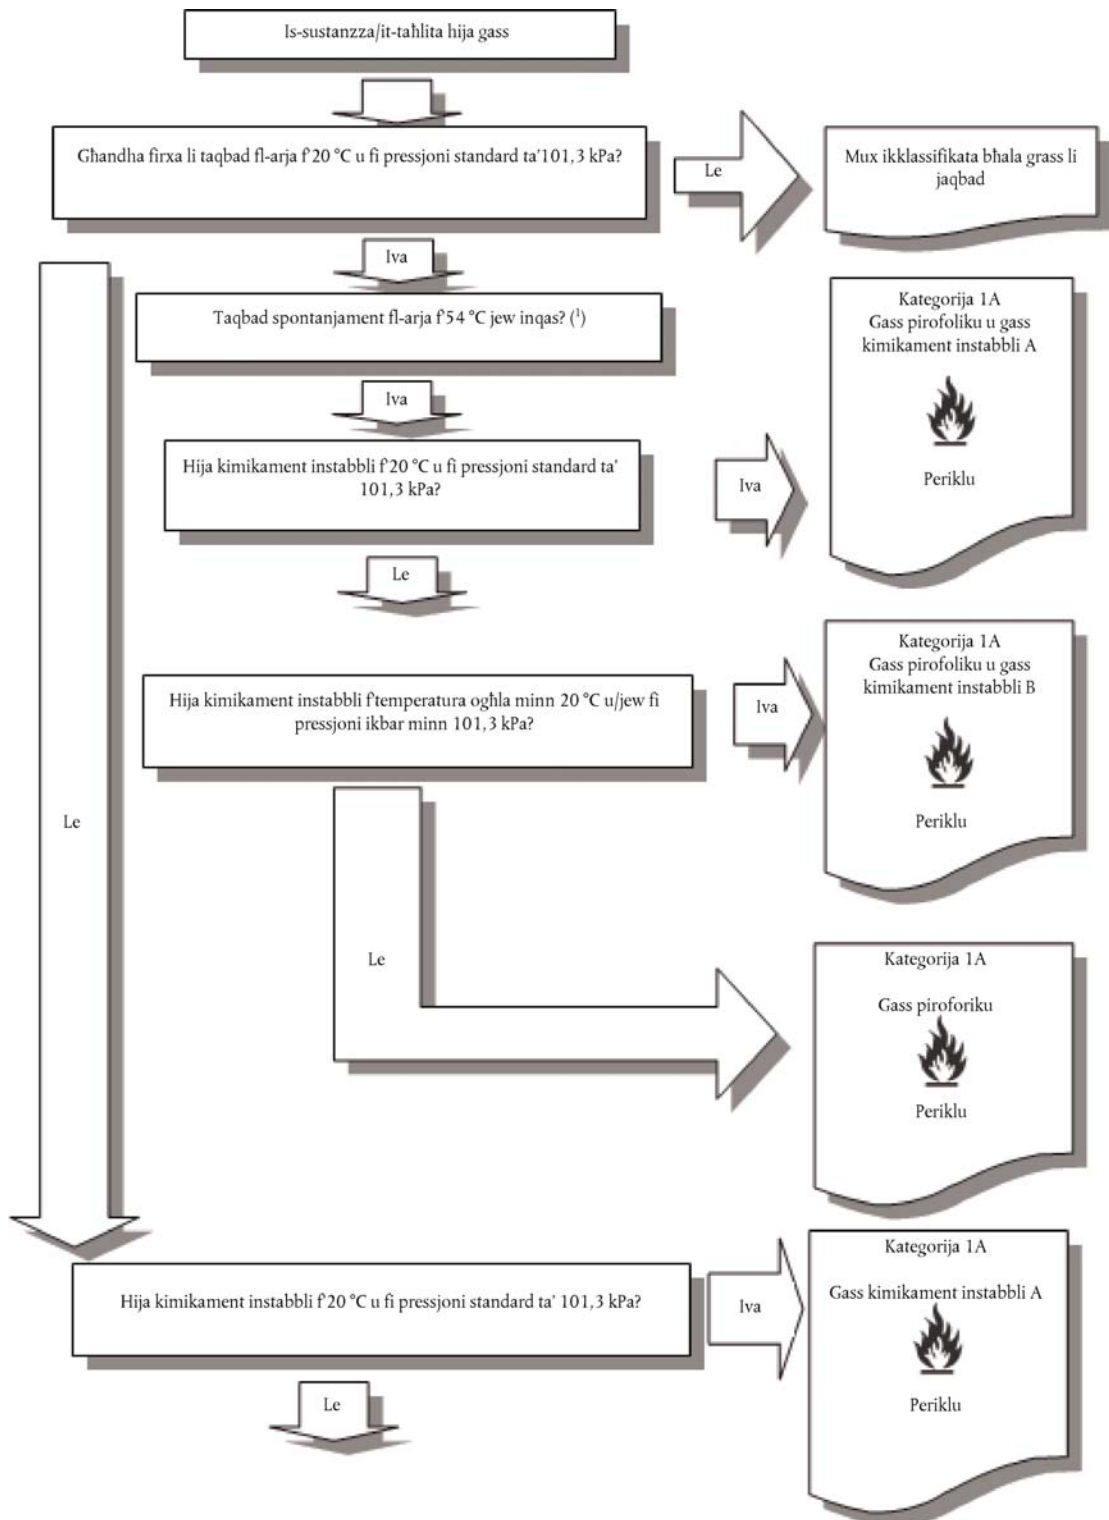 Is-sustanzza/it-taħlita hija gass
Għandha firxa li taqbad fl-arja f'20 °C u fi pressjoni standard ta'101,3 kPa?
Le
Mux ikklassifikata bħala grass li
jaqbad
Iva
Taqbad spontanjament fl-arja f'54 °C jew inqas? (¹)
Kategorija 1A
Gass pirofoliku u gass
kimikament instabbli A
Periklu
Iva
Hija kimikament instabbli f'20 °C u fi pressjoni standard ta'
101,3 kPa?
Iva
Le
Hija kimikament instabbli f'temperatura ogħla minn 20 °C u/jew fi
pressjoni ikbar minn 101,3 kPa?
Iva
Kategorija 1A
Gass pirofoliku u gass
kimikament instabbli B
Periklu
Le
Le
Kategorija 1A
Gass piroforiku
Periklu
Hija kimikament instabbli f'20 °C u fi pressjoni standard ta' 101,3 kPa?
Iva
Kategorija 1A
Gass kimikament instabbli A
Periklu
Le